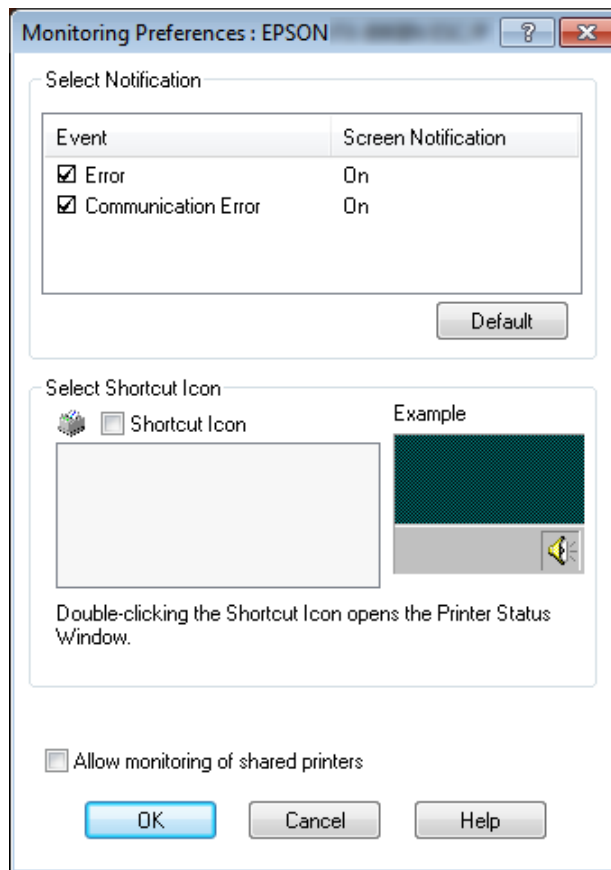 Monitoring Preferences : EPSON
Select Notification
Event Screen Notification
Error On
Communication Error On
Default
Select Shortcut Icon
Shortcut Icon
Example
Double-clicking the Shortcut Icon opens the Printer Status
Window.
Allow monitoring of shared printers
OK Cancel Help